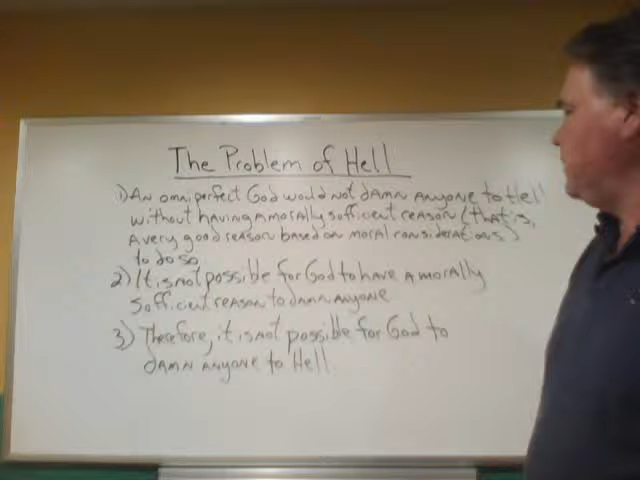 The Problem of Hell
1) AN omniperfect God would not damn anyone to Hell
without having a morally sufficient reason (that is,
A very good reason based on moral considerations)
to do so
2) It is not possible for God to have a morally
sufficient reason to damn anyone
3) Therefore, it is not possible for God to
damn anyone to Hell